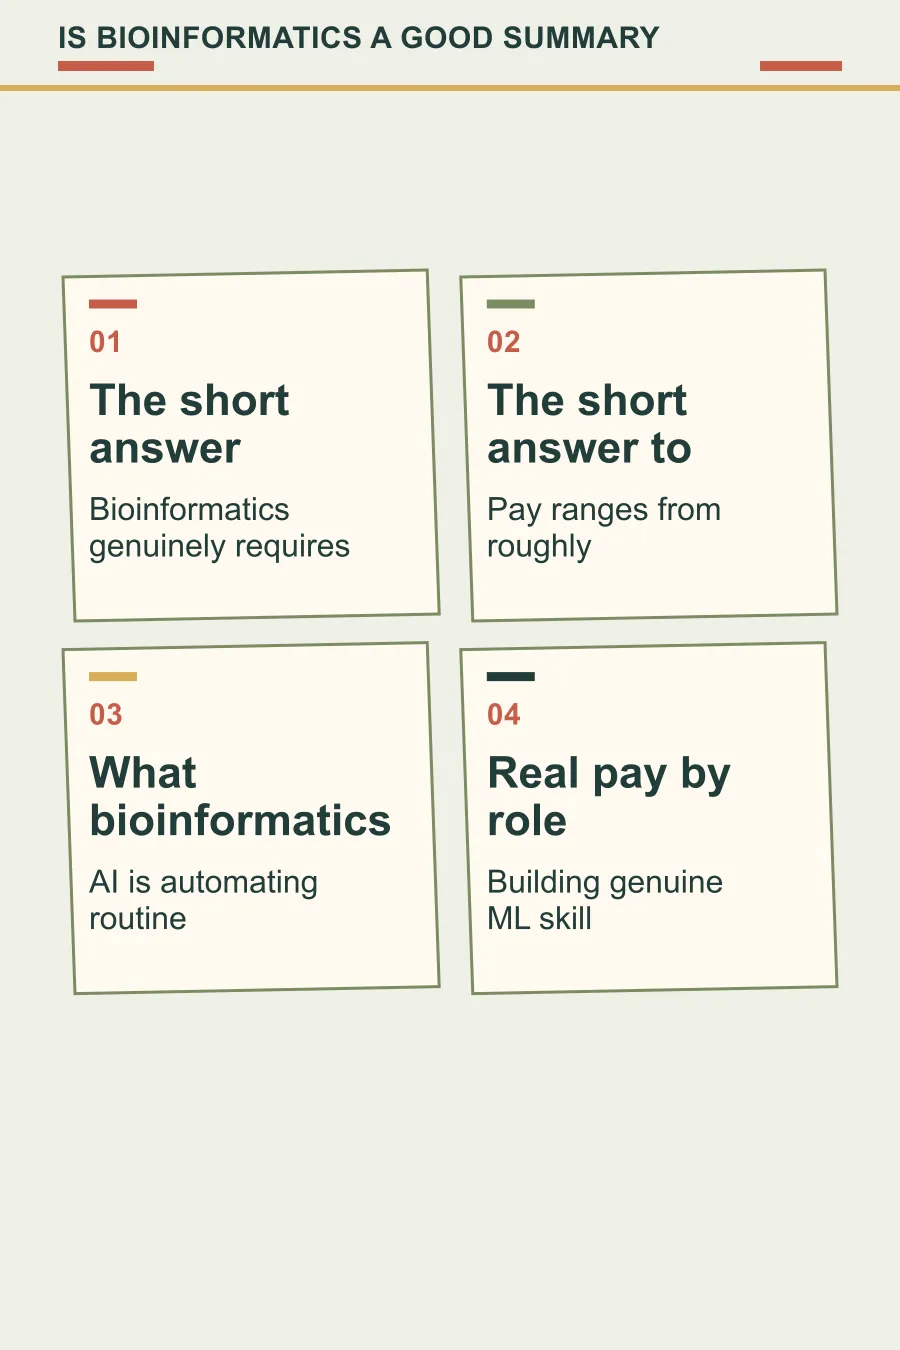 IS BIOINFORMATICS A GOOD SUMMARY
01
The short
answer
Bioinformatics
genuinely requires
02
The short
answer to
Pay ranges from
roughly
03
What
bioinformatics
AI is automating
routine
04
Real pay by
role
Building genuine
ML skill